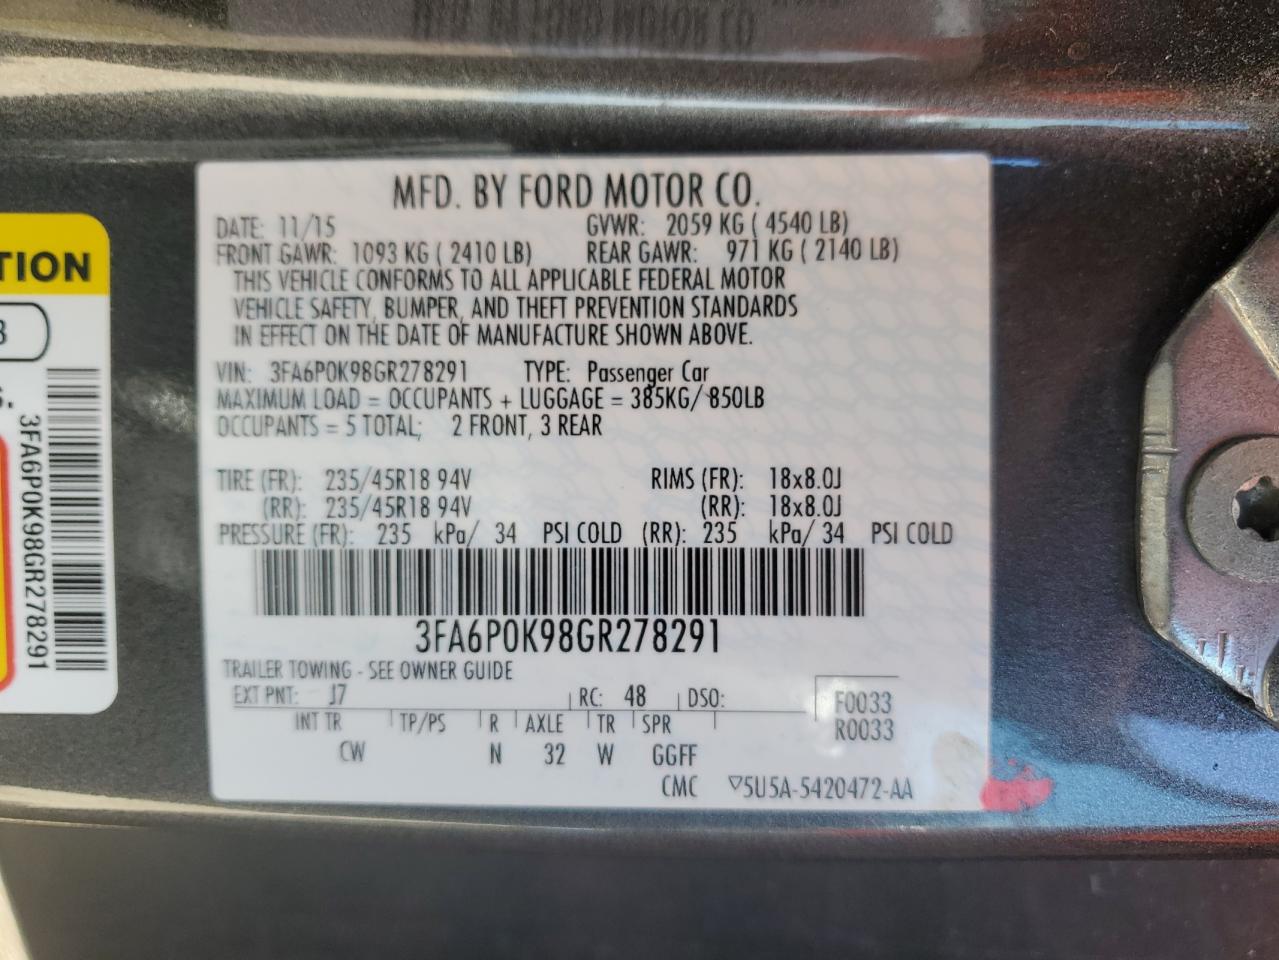 MFD. BY FORD MOTOR CO.
DATE: 11/15 GVWR: 2059 KG ( 4540 LB)
FRONT GAWR: 1093 KG ( 2410 LB) REAR GAWR: 971 KG ( 2140 LB)
THIS VEHICLE CONFORMS TO ALL APPLICABLE FEDERAL MOTOR
VEHICLE SAFETY, BUMPER, AND THEFT PREVENTION STANDARDS
IN EFFECT ON THE DATE OF MANUFACTURE SHOWN ABOVE.
VIN: 3FA6P0K98GR278291 TYPE: Passenger Car
MAXIMUM LOAD = OCCUPANTS + LUGGAGE = 385KG/ 850LB
OCCUPANTS = 5 TOTAL; 2 FRONT, 3 REAR
TIRE (FR): 235/45R18 94V RIMS (FR): 18x8.0J
(RR): 235/45R18 94V (RR): 18x8.0J
PRESSURE (FR): 235 kPa/ 34 PSI COLD (RR): 235 kPa/ 34 PSI COLD
3FA6P0K98GR278291
TRAILER TOWING - SEE OWNER GUIDE
EXT PNT: J7 RC: 48 DSO: F0033
INT TR TP/PS R AXLE TR SPR R0033
CW N 32 W GGFF
CMC ▽5U5A-5420472-AA
TION
3FA6P0K98GR278291